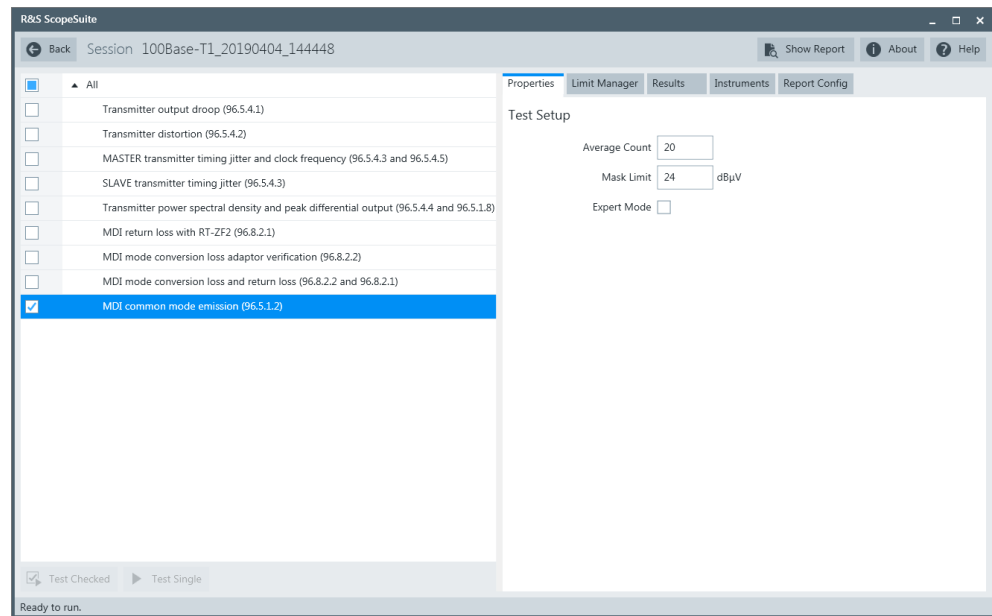 R&S ScopeSuite
Back Session 100Base-T1_20190404_144448 Show Report About Help
All
Transmitter output droop (96.5.4.1)
Transmitter distortion (96.5.4.2)
MASTER transmitter timing jitter and clock frequency (96.5.4.3 and 96.5.4.5)
SLAVE transmitter timing jitter (96.5.4.3)
Transmitter power spectral density and peak differential output (96.5.4.4 and 96.5.1.8)
MDI return loss with RT-ZF2 (96.8.2.1)
MDI mode conversion loss adaptor verification (96.8.2.2)
MDI mode conversion loss and return loss (96.8.2.2 and 96.8.2.1)
MDI common mode emission (96.5.1.2)
Test Checked Test Single
Properties Limit Manager Results Instruments Report Config
Test Setup
Average Count 20
Mask Limit 24 dBµV
Expert Mode
Ready to run.